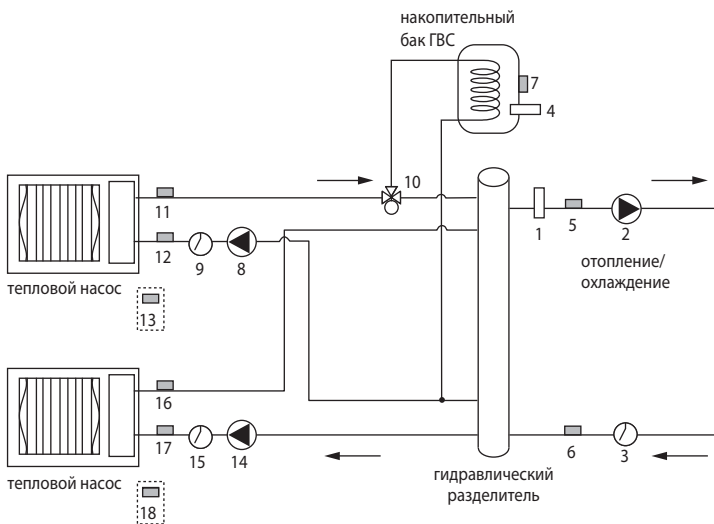 накопительный
бак ГВС
7
4
10
11
1
5
2
12
9
8
отопление/
охлаждение
тепловой насос
13
16
17
15
14
6
3
гидравлический
разделитель
тепловой насос
18